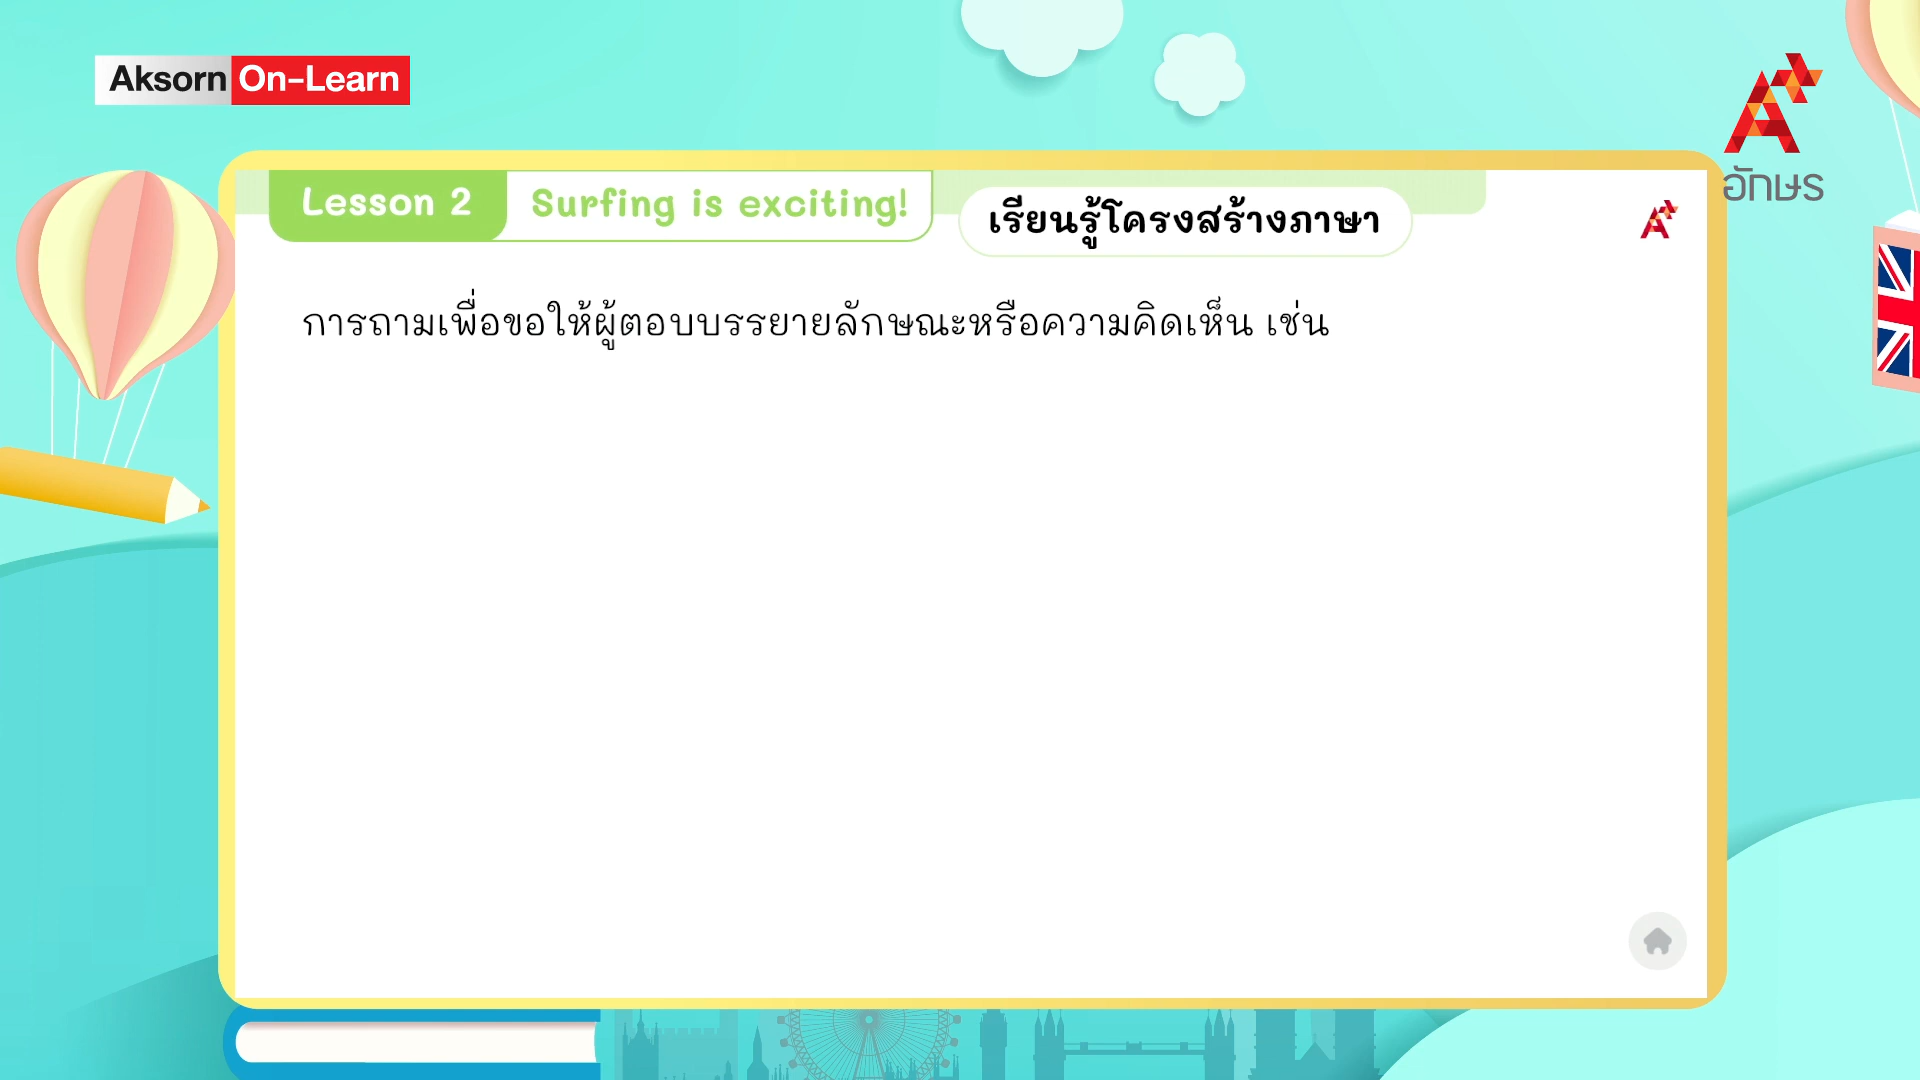 Aksorn On-Learn
อักษร
Lesson 2 Surfing is exciting! เรียนรู้โครงสร้างภาษา
การถามเพื่อขอให้ผู้ตอบบรรยายลักษณะหรือความคิดเห็น เช่น